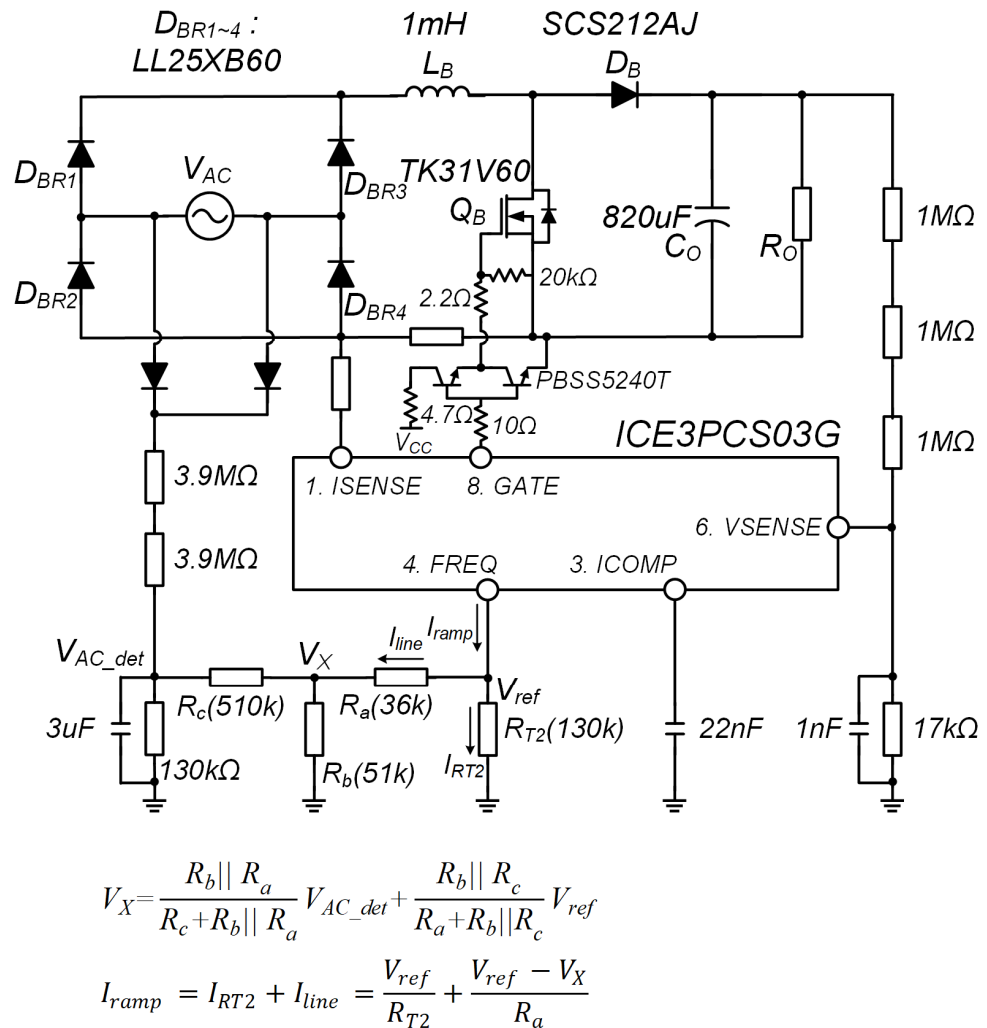 D_BR1~4 :
LL25XB60
1mH
L_B
SCS212AJ
D_B
D_BR1
V_AC
D_BR3
TK31V60
Q_B
820uF
C_O
R_O
1MΩ
D_BR2
D_BR4
2.2Ω
20kΩ
1MΩ
PBSS5240T
4.7Ω
V_CC
10Ω
ICE3PCS03G
1MΩ
3.9MΩ
1. ISENSE
8. GATE
6. VSENSE
3.9MΩ
4. FREQ
3. ICOMP
V_AC_det
V_X
I_line
I_ramp
V_ref
3uF
130kΩ
R_c(510k)
R_a(36k)
R_b(51k)
R_T2(130k)
I_RT2
22nF
1nF
17kΩ
V_X = (R_b|| R_a)/(R_c+R_b|| R_a) V_AC_det + (R_b|| R_c)/(R_a+R_b||R_c) V_ref
I_ramp = I_RT2 + I_line = V_ref/R_T2 + (V_ref − V_X)/R_a